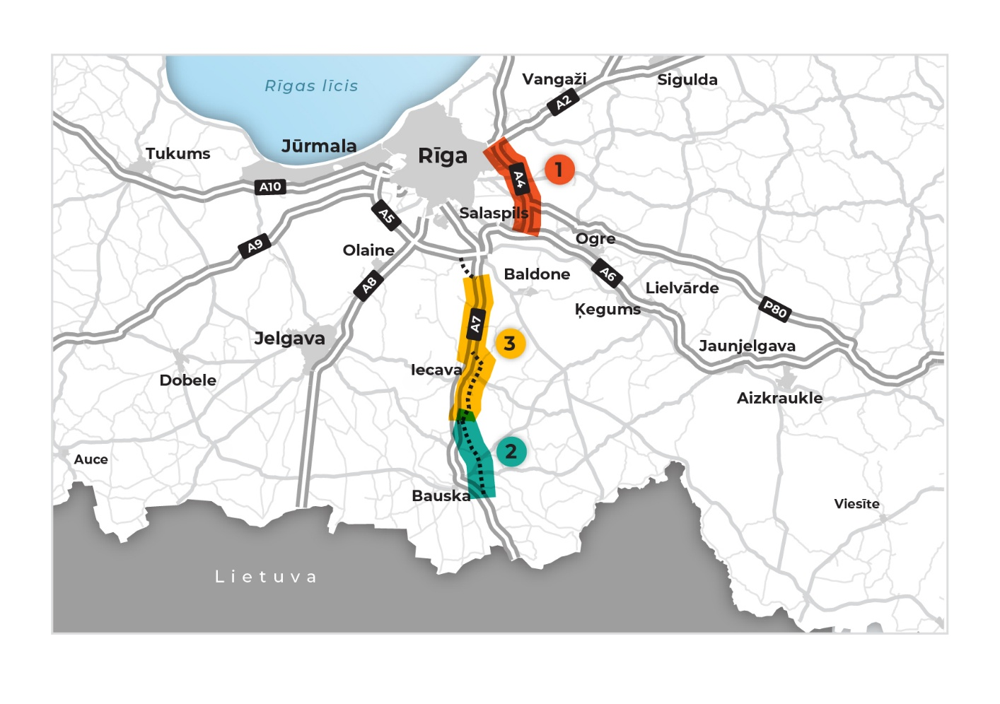 Rīgas līcis
Vangaži
Sigulda
A2
Jūrmala
Tukums
Rīga
1
A4
A10
A5
Salaspils
Ogre
A9
Olaine
A8
Baldone
A6
Lielvārde
Ķegums
P80
A7
Jelgava
3
Jaunjelgava
Iecava
Dobele
Aizkraukle
2
Auce
Bauska
Viesīte
Lietuva